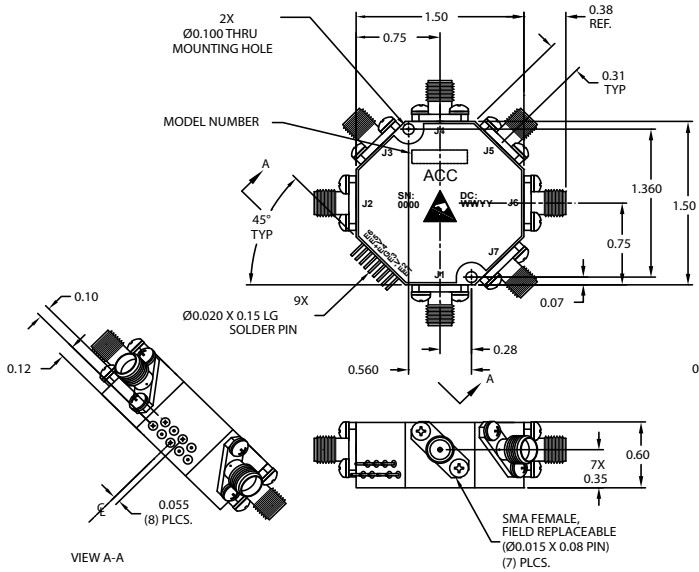 2X
Ø0.100 THRU
MOUNTING HOLE
1.50
0.75
0.38
REF.
0.31
TYP
MODEL NUMBER
J4
J3
J5
ACC
A
SN:
0000
DC:
WWYY
J2
J6
1.360
1.50
45°
TYP
0.75
J7
J1
0.10
9X
Ø0.020 X 0.15 LG
SOLDER PIN
0.07
0.28
0.12
0.560
A
0
0.60
7X
0.35
0.055
(8) PLCS.
SMA FEMALE,
FIELD REPLACEABLE
(Ø0.015 X 0.08 PIN)
(7) PLCS.
VIEW A-A